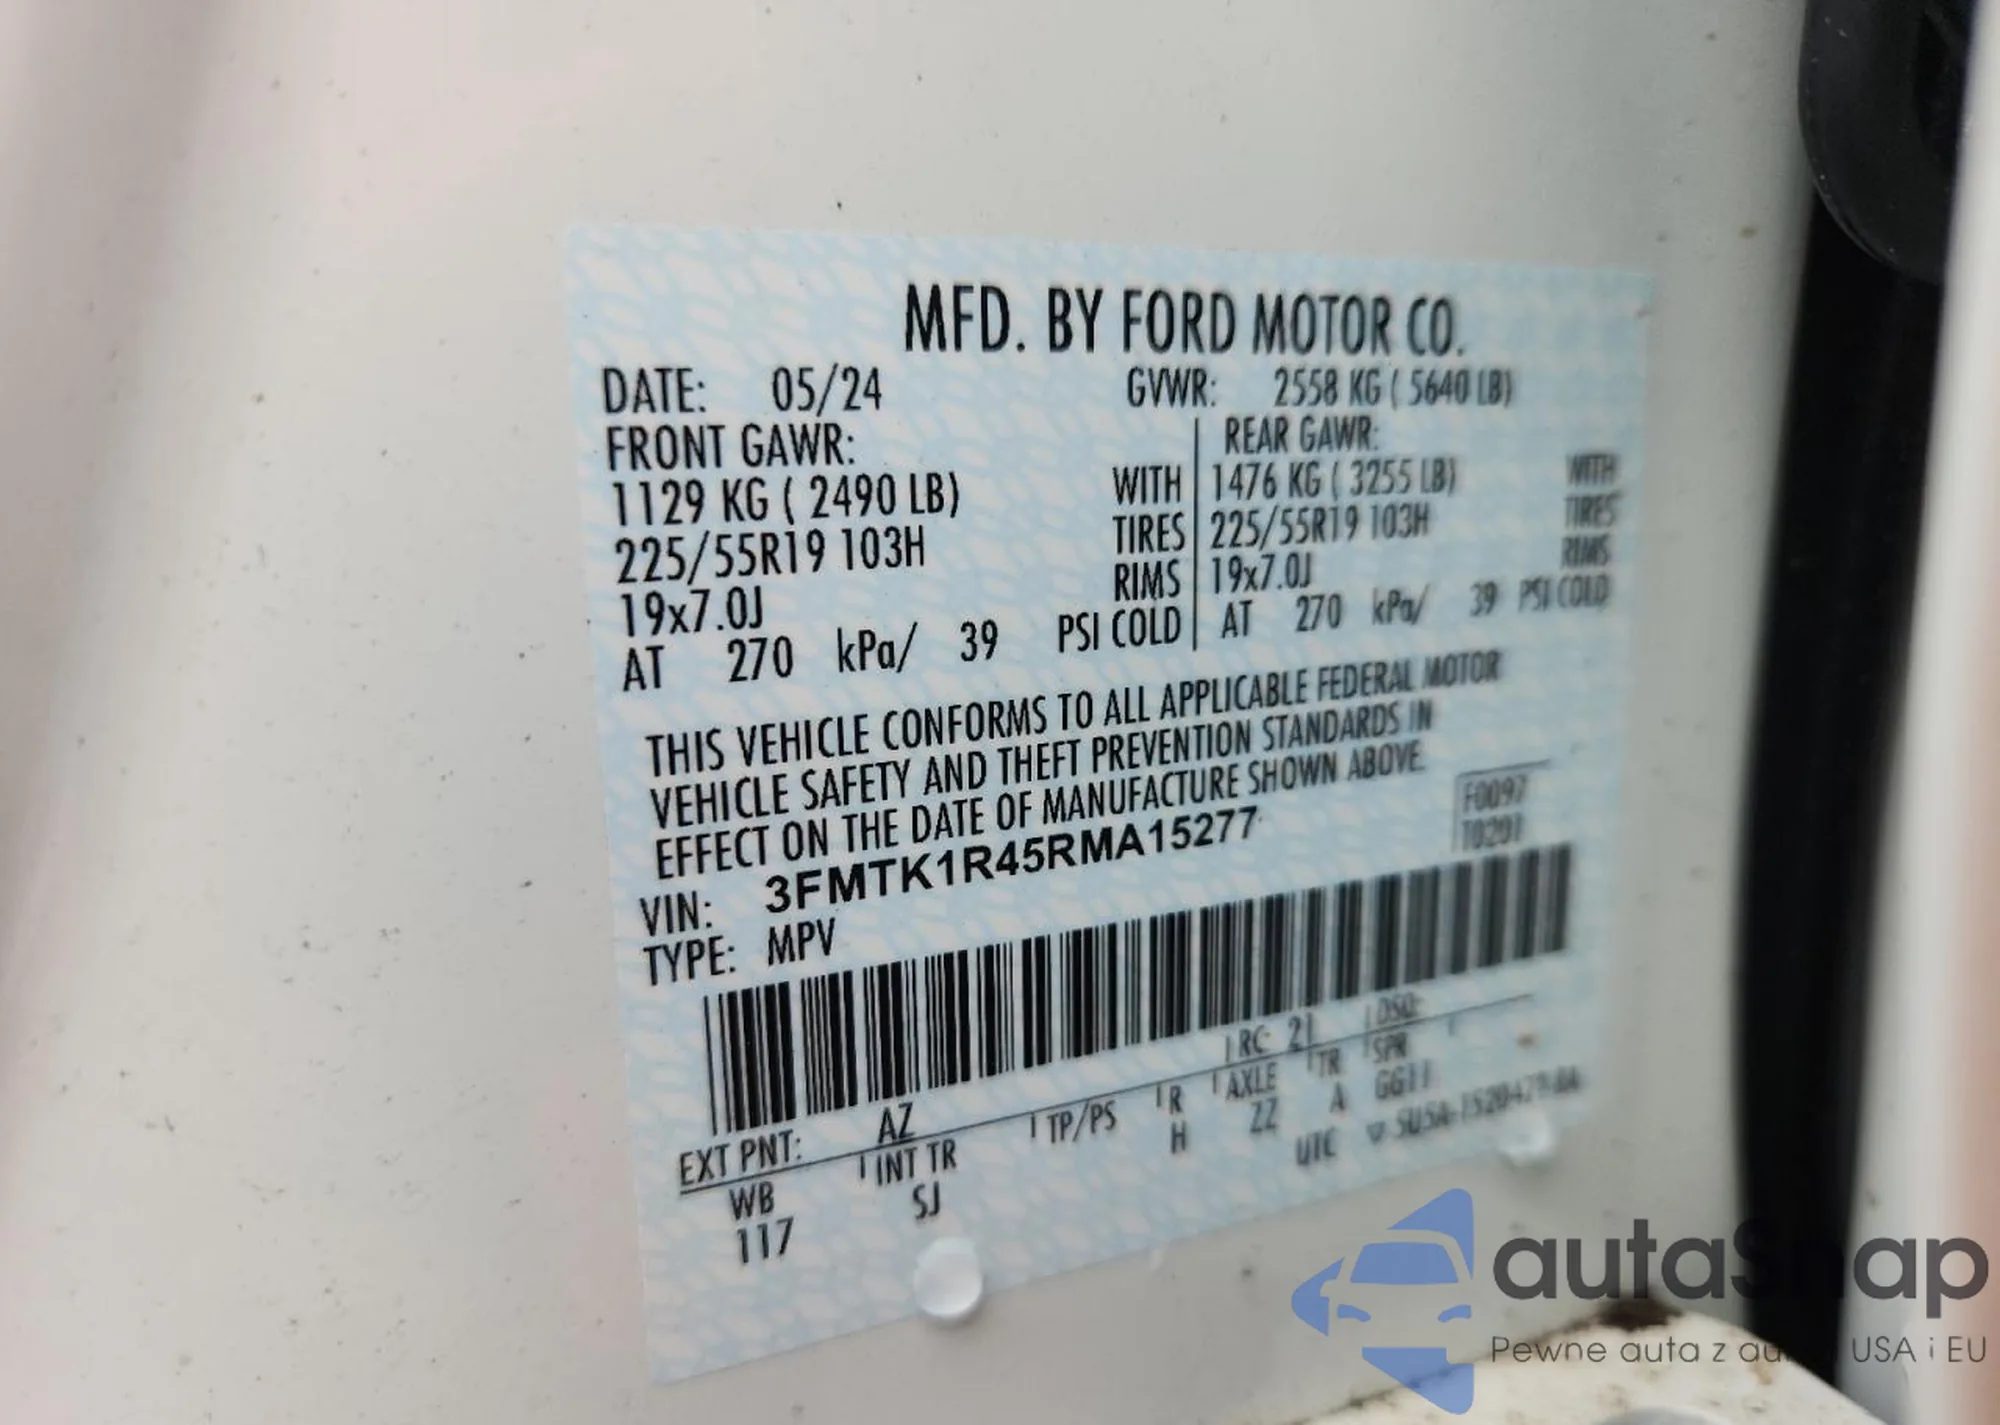 MFD. BY FORD MOTOR CO.
DATE: 05/24 GVWR: 2558 KG ( 5640 LB)
FRONT GAWR: REAR GAWR:
1129 KG ( 2490 LB) WITH 1476 KG ( 3255 LB) WITH
225/55R19 103H TIRES 225/55R19 103H TIRES
19x7.0J RIMS 19x7.0J RIMS
AT 270 kPa/ 39 PSI COLD AT 270 kPa/ 39 PSI COLD
THIS VEHICLE CONFORMS TO ALL APPLICABLE FEDERAL MOTOR
VEHICLE SAFETY AND THEFT PREVENTION STANDARDS IN
EFFECT ON THE DATE OF MANUFACTURE SHOWN ABOVE.
F0097
T0201
VIN: 3FMTK1R45RMA15277
TYPE: MPV
EXT PNT: AZ RC: 21 DSO:
WB INT TR TP/PS R AXLE TR SPR
117 SJ H ZZ A GG11
UTC
autaSnap
Pewne auta z USA i EU